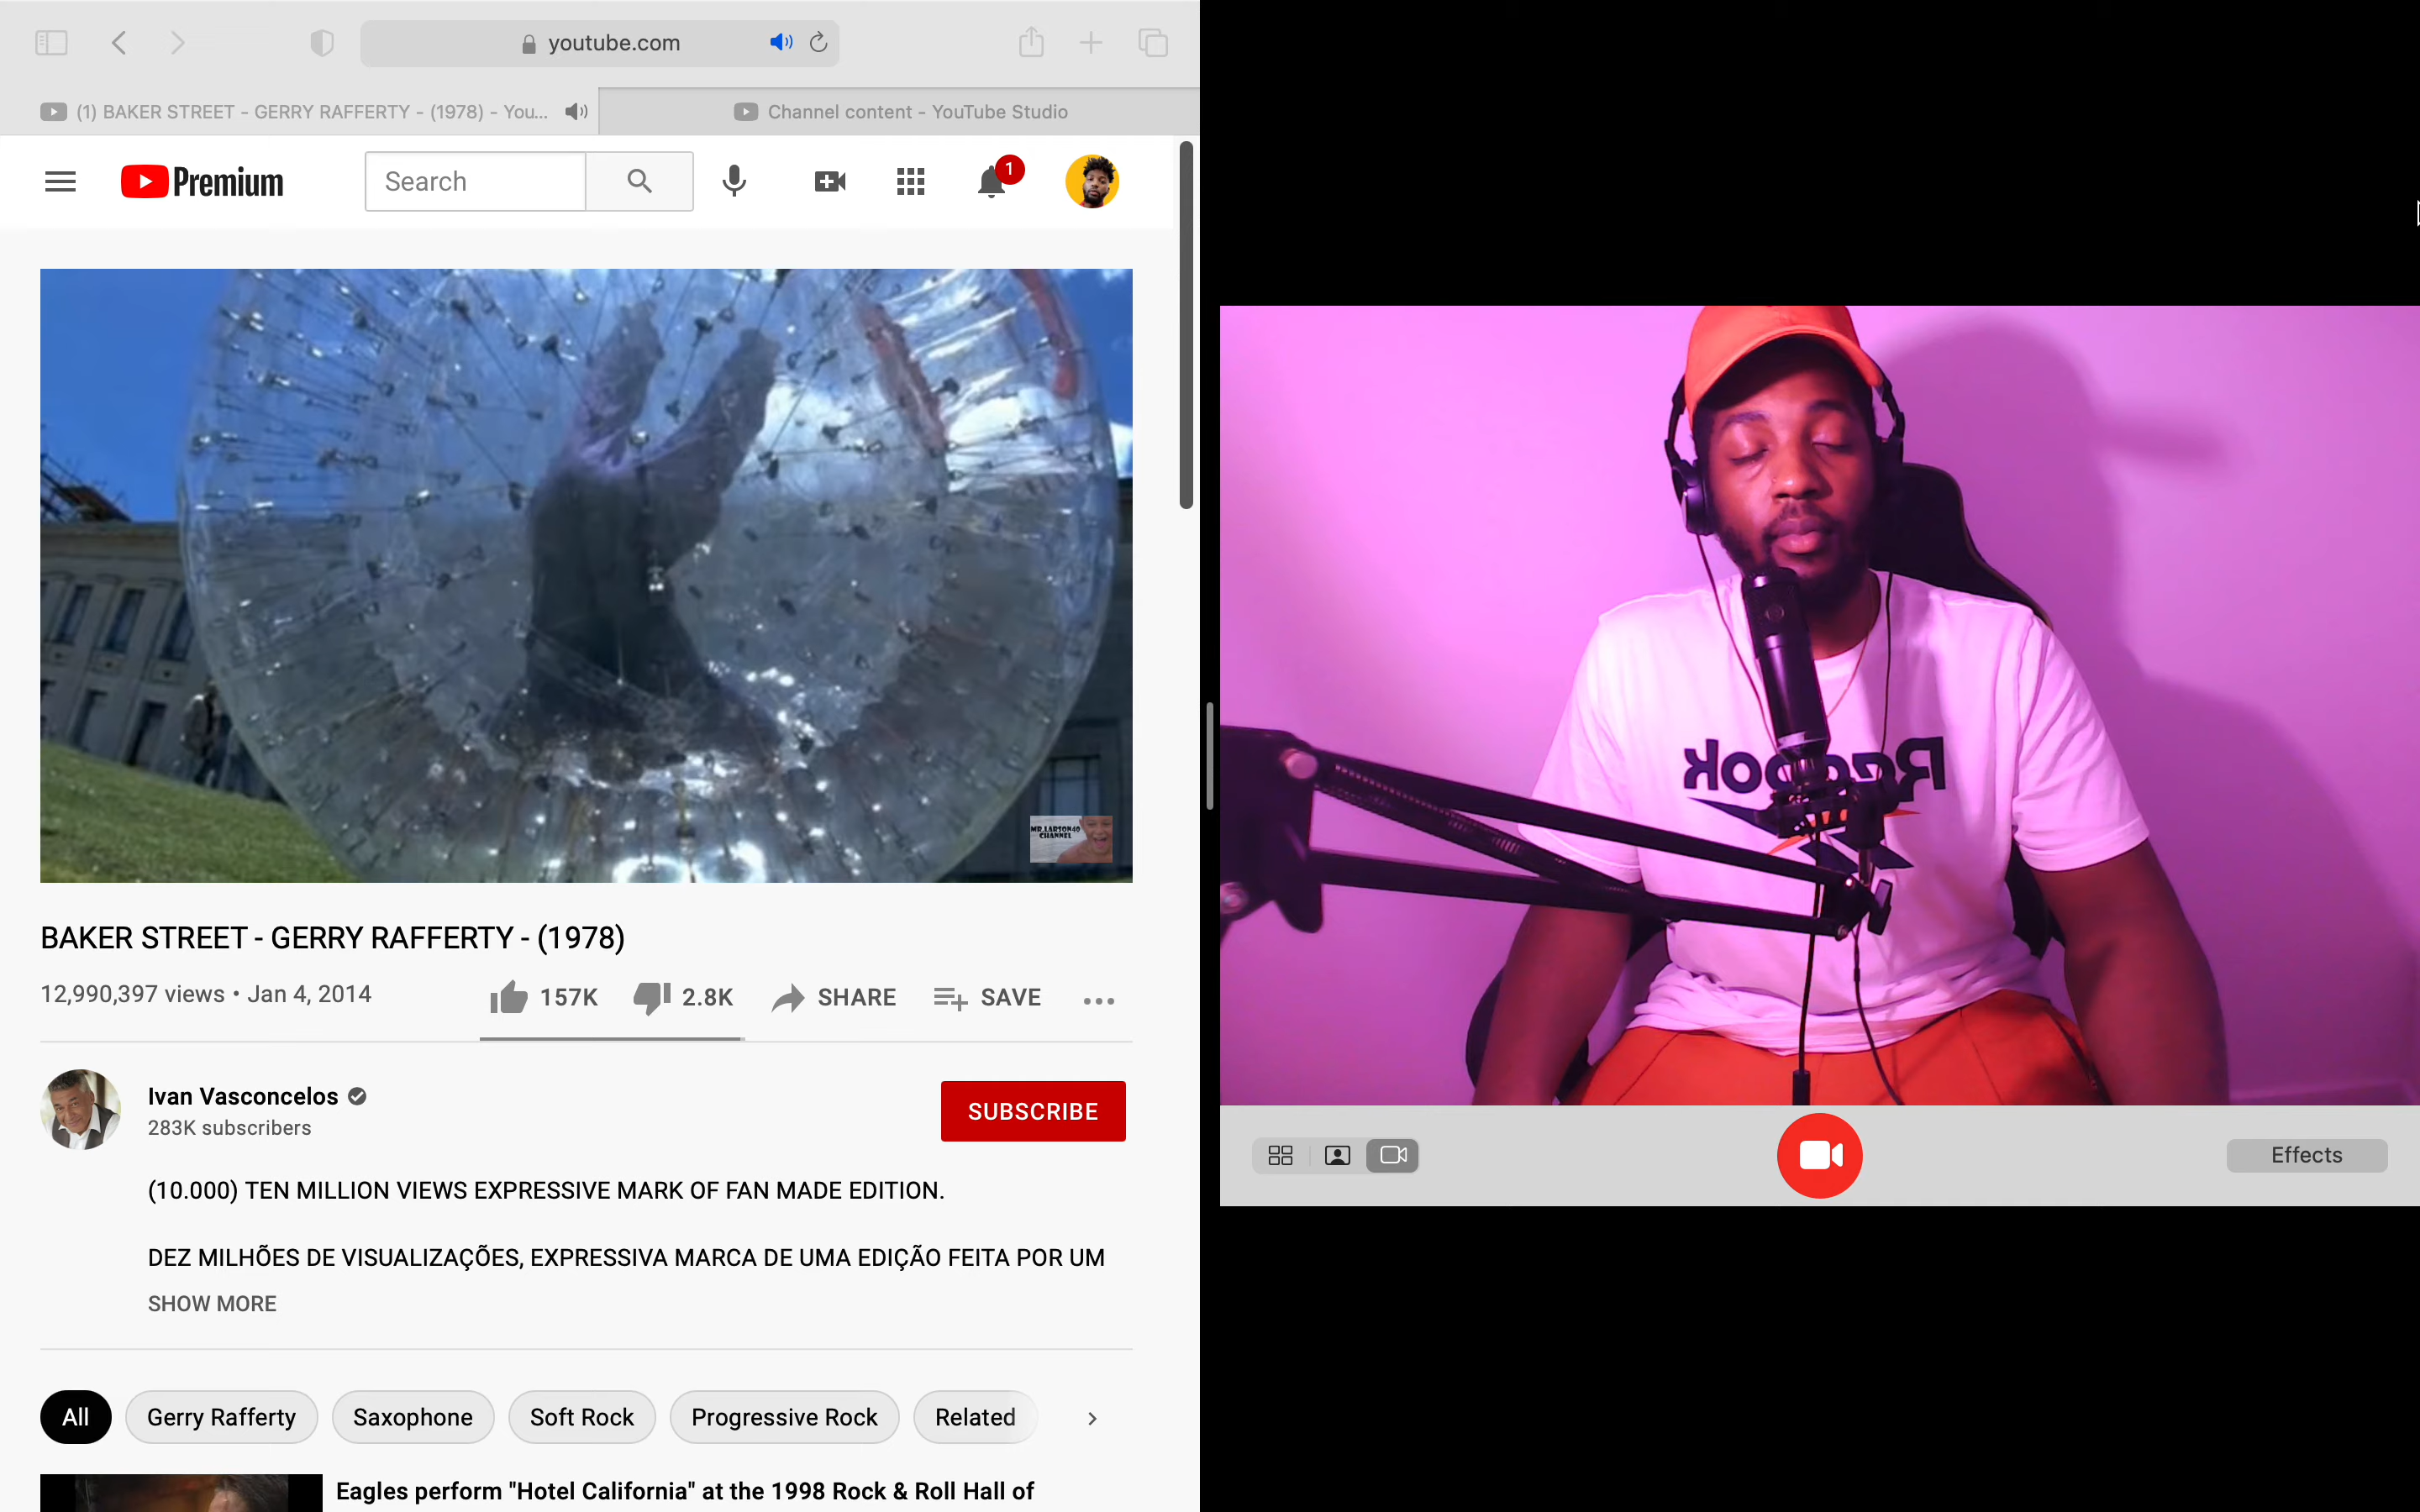 youtube.com
(1) BAKER STREET - GERRY RAFFERTY - (1978) - You...
Channel content - YouTube Studio
Premium
Search
1
MR.LARSON49
CHANNEL
BAKER STREET - GERRY RAFFERTY - (1978)
12,990,397 views • Jan 4, 2014
157K
2.8K
SHARE
SAVE
Ivan Vasconcelos
283K subscribers
SUBSCRIBE
(10.000) TEN MILLION VIEWS EXPRESSIVE MARK OF FAN MADE EDITION.
DEZ MILHÕES DE VISUALIZAÇÕES, EXPRESSIVA MARCA DE UMA EDIÇÃO FEITA POR UM
SHOW MORE
All
Gerry Rafferty
Saxophone
Soft Rock
Progressive Rock
Related
Eagles perform "Hotel California" at the 1998 Rock & Roll Hall of
Reebok
Effects